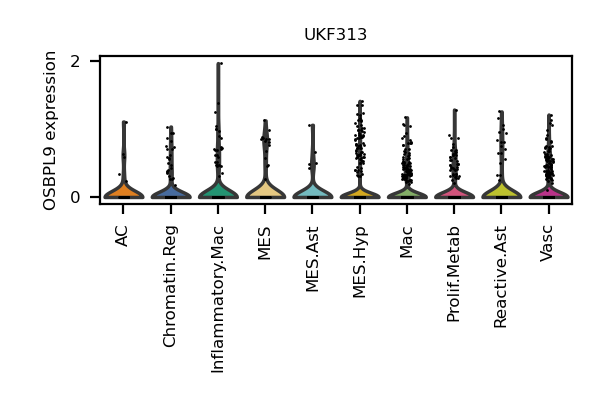 UKF313
OSBPL9 expression
2
0
AC
Chromatin.Reg
Inflammatory.Mac
MES
MES.Ast
MES.Hyp
Mac
Prolif.Metab
Reactive.Ast
Vasc